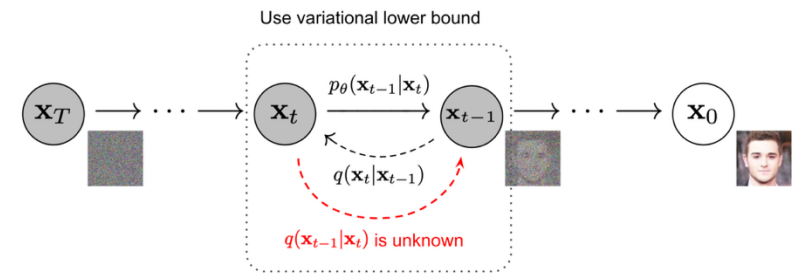 Use variational lower bound
p_θ(x_{t−1}|x_t)
x_T → ⋯ → x_t x_{t−1} → ⋯ → x_0
q(x_t|x_{t−1})
q(x_{t−1}|x_t) is unknown